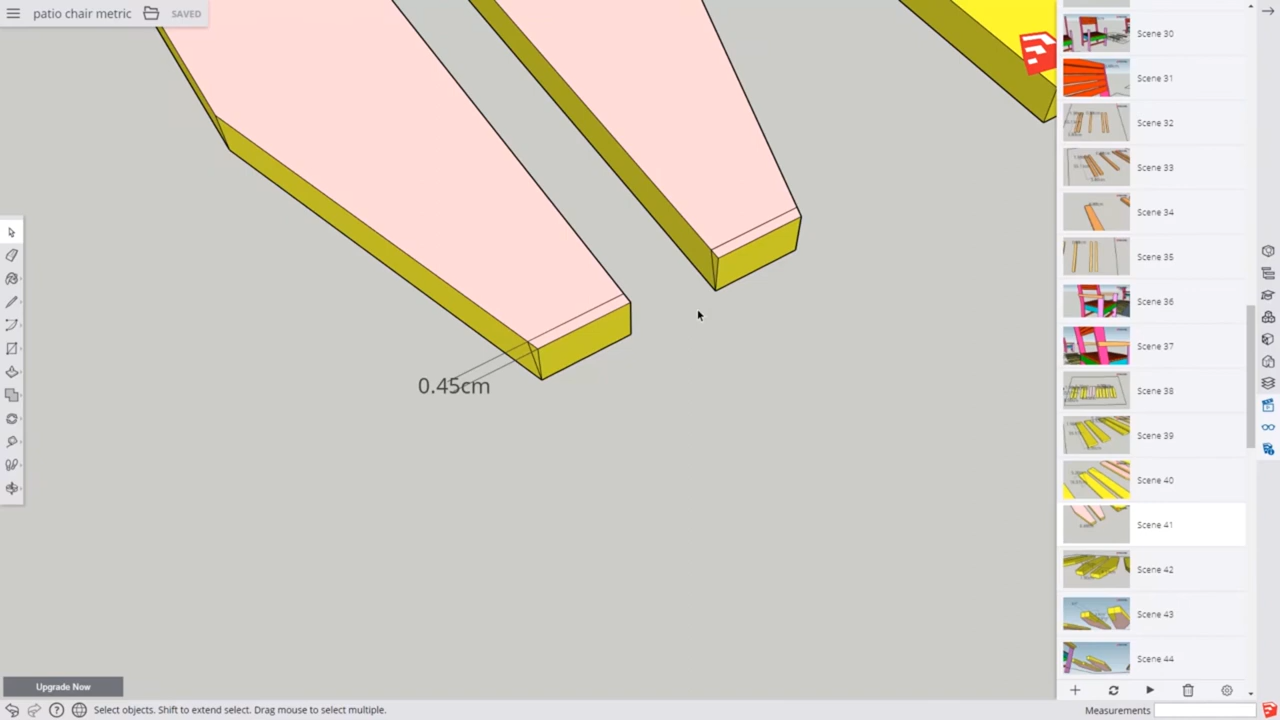 patio chair metric
SAVED
0.45cm
Scene 30
Scene 31
Scene 32
Scene 33
Scene 34
Scene 35
Scene 36
Scene 37
Scene 38
Scene 39
Scene 40
Scene 41
Scene 42
Scene 43
Scene 44
Upgrade Now
Select objects. Shift to extend select. Drag mouse to select multiple.
Measurements